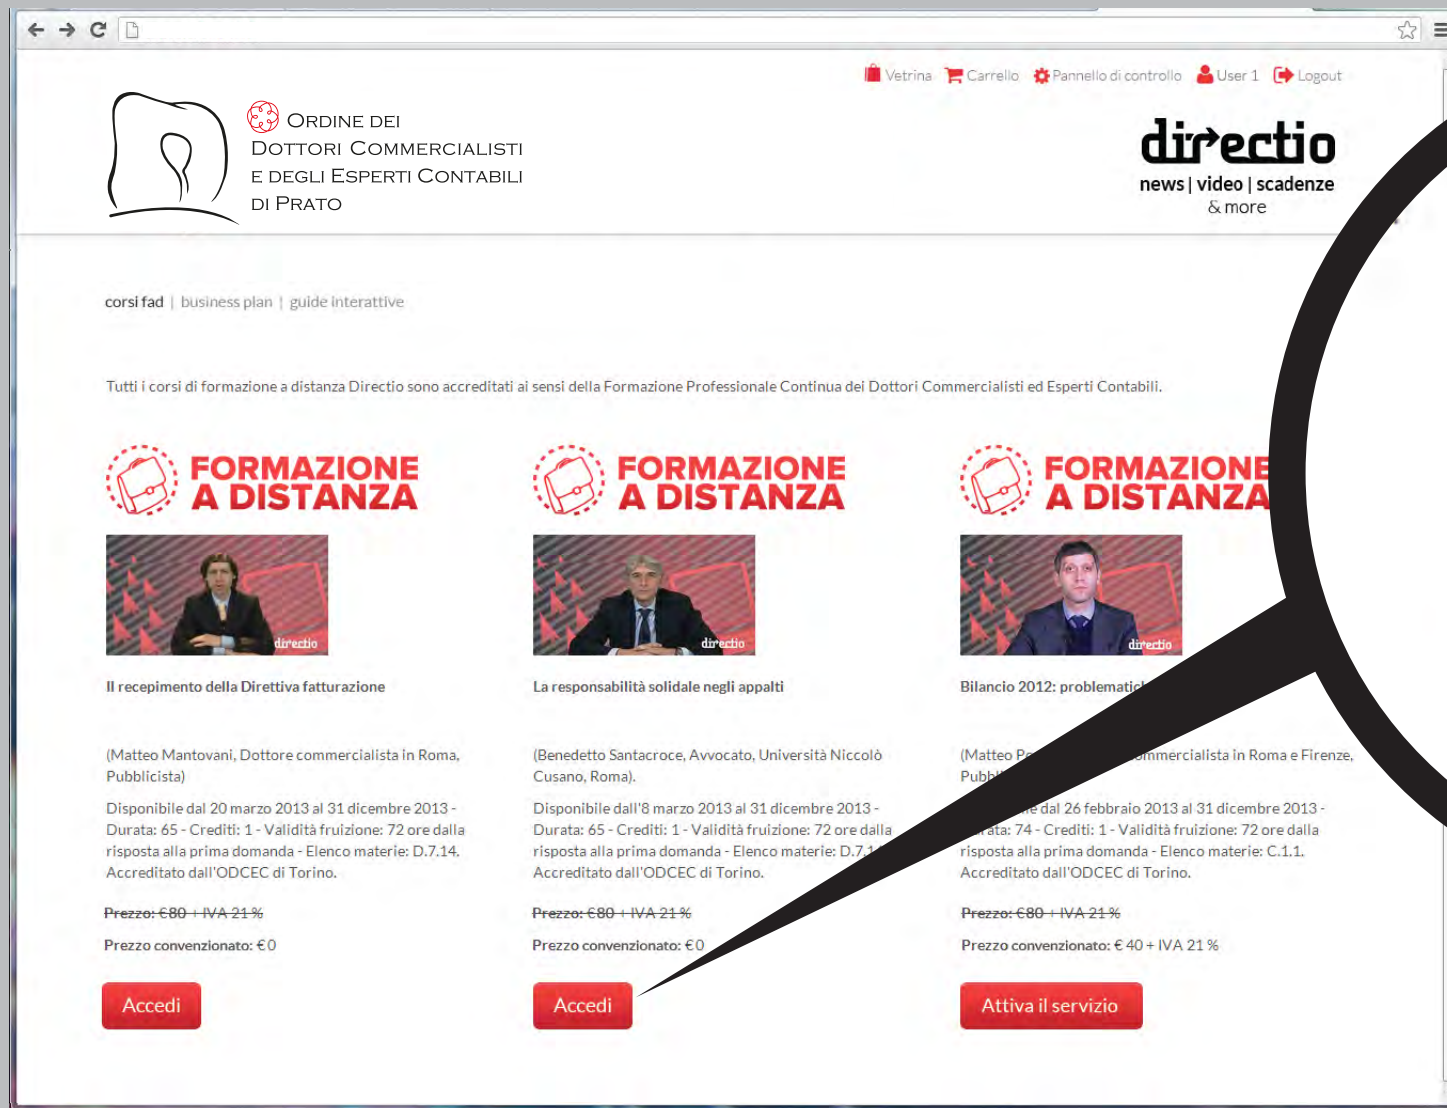 Vetrina Carrello Pannello di controllo User 1 Logout
ORDINE DEI
DOTTORI COMMERCIALISTI
E DEGLI ESPERTI CONTABILI
DI PRATO
directio
news | video | scadenze
& more
corsi fad | business plan | guide interattive
Tutti i corsi di formazione a distanza Directio sono accreditati ai sensi della Formazione Professionale Continua dei Dottori Commercialisti ed Esperti Contabili.
FORMAZIONE
A DISTANZA
directio
Il recepimento della Direttiva fatturazione
(Matteo Mantovani, Dottore commercialista in Roma,
Pubblicista)
Disponibile dal 20 marzo 2013 al 31 dicembre 2013 -
Durata: 65 - Crediti: 1 - Validità fruizione: 72 ore dalla
risposta alla prima domanda - Elenco materie: D.7.14.
Accreditato dall'ODCEC di Torino.
Prezzo: €80 + IVA 21 %
Prezzo convenzionato: € 0
Accedi
FORMAZIONE
A DISTANZA
directio
La responsabilità solidale negli appalti
(Benedetto Santacroce, Avvocato, Università Niccolò
Cusano, Roma).
Disponibile dall'8 marzo 2013 al 31 dicembre 2013 -
Durata: 65 - Crediti: 1 - Validità fruizione: 72 ore dalla
risposta alla prima domanda - Elenco materie:
Accreditato dall'ODCEC di Torino.
Prezzo: €80 + IVA 21 %
Prezzo convenzionato: € 0
Accedi
FORMAZIONE
A DISTANZA
directio
Bilancio 2012:
(Matteo in Roma e Firenze,
dal 26 febbraio 2013 al 31 dicembre 2013 -
74 - Crediti: 1 - Validità fruizione: 72 ore dalla
risposta alla prima domanda - Elenco materie: C.1.1.
Accreditato dall'ODCEC di Torino.
Prezzo: €80 + IVA 21 %
Prezzo convenzionato: € 40 + IVA 21 %
Attiva il servizio